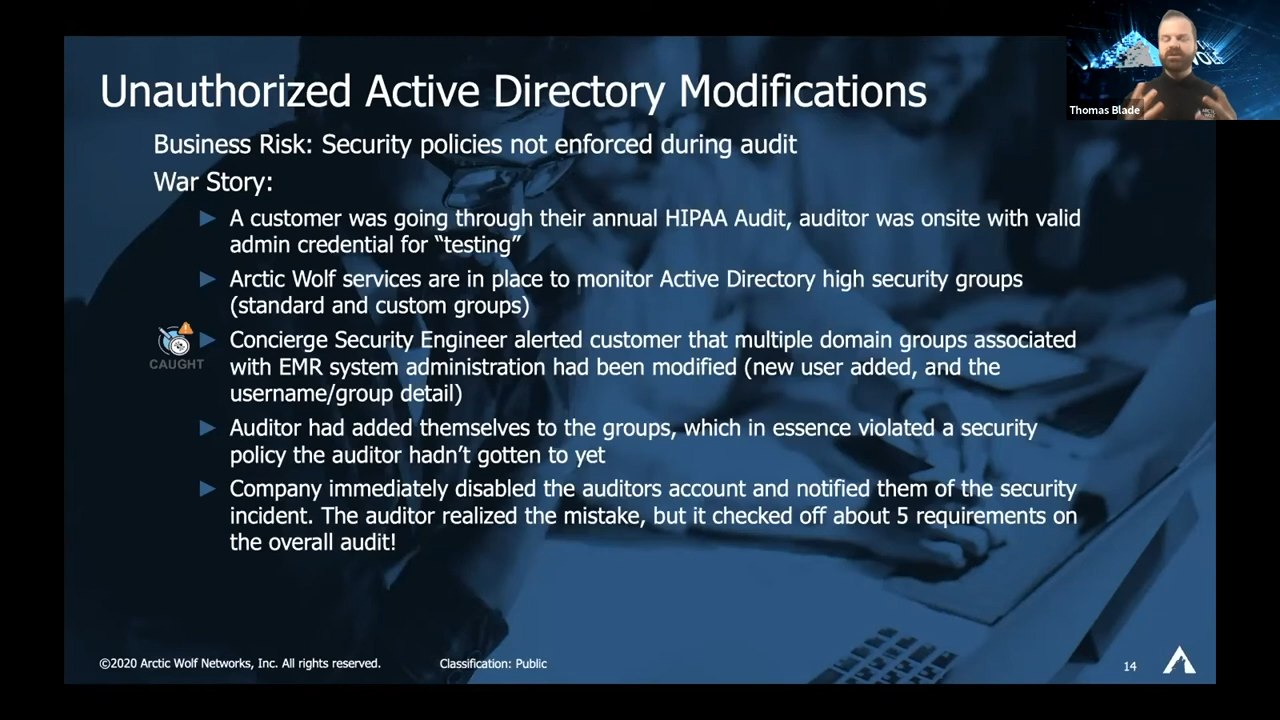 Unauthorized Active Directory Modifications
Thomas Blade
Business Risk: Security policies not enforced during audit
War Story:
A customer was going through their annual HIPAA Audit, auditor was onsite with valid
admin credential for “testing”
Arctic Wolf services are in place to monitor Active Directory high security groups
(standard and custom groups)
CAUGHT
Concierge Security Engineer alerted customer that multiple domain groups associated
with EMR system administration had been modified (new user added, and the
username/group detail)
Auditor had added themselves to the groups, which in essence violated a security
policy the auditor hadn’t gotten to yet
Company immediately disabled the auditors account and notified them of the security
incident. The auditor realized the mistake, but it checked off about 5 requirements on
the overall audit!
©2020 Arctic Wolf Networks, Inc. All rights reserved.
Classification: Public
14